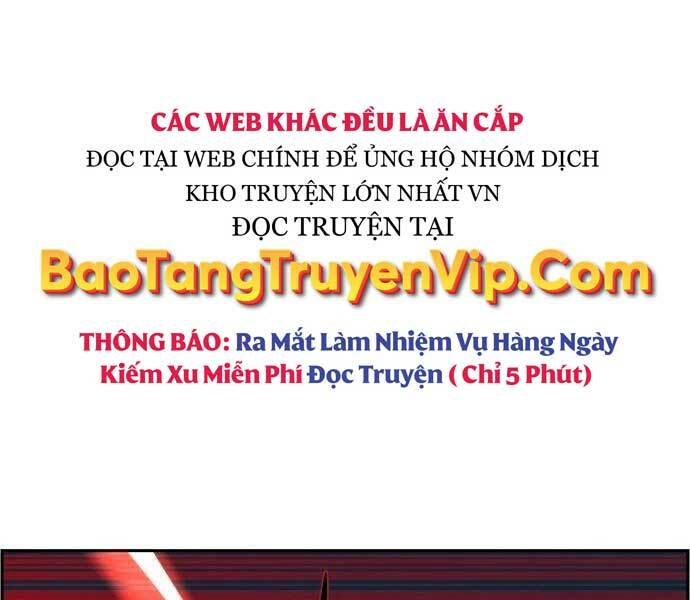 CÁC WEB KHÁC ĐỀU LÀ ĂN CẮP
ĐỌC TẠI WEB CHÍNH ĐỂ ỦNG HỘ NHÓM DỊCH
KHO TRUYỆN LỚN NHẤT VN
ĐỌC TRUYỆN TẠI
BaoTangTruyenVip.Com
THÔNG BÁO: Ra Mắt Làm Nhiệm Vụ Hàng Ngày
Kiếm Xu Miễn Phí Đọc Truyện ( Chỉ 5 Phút)